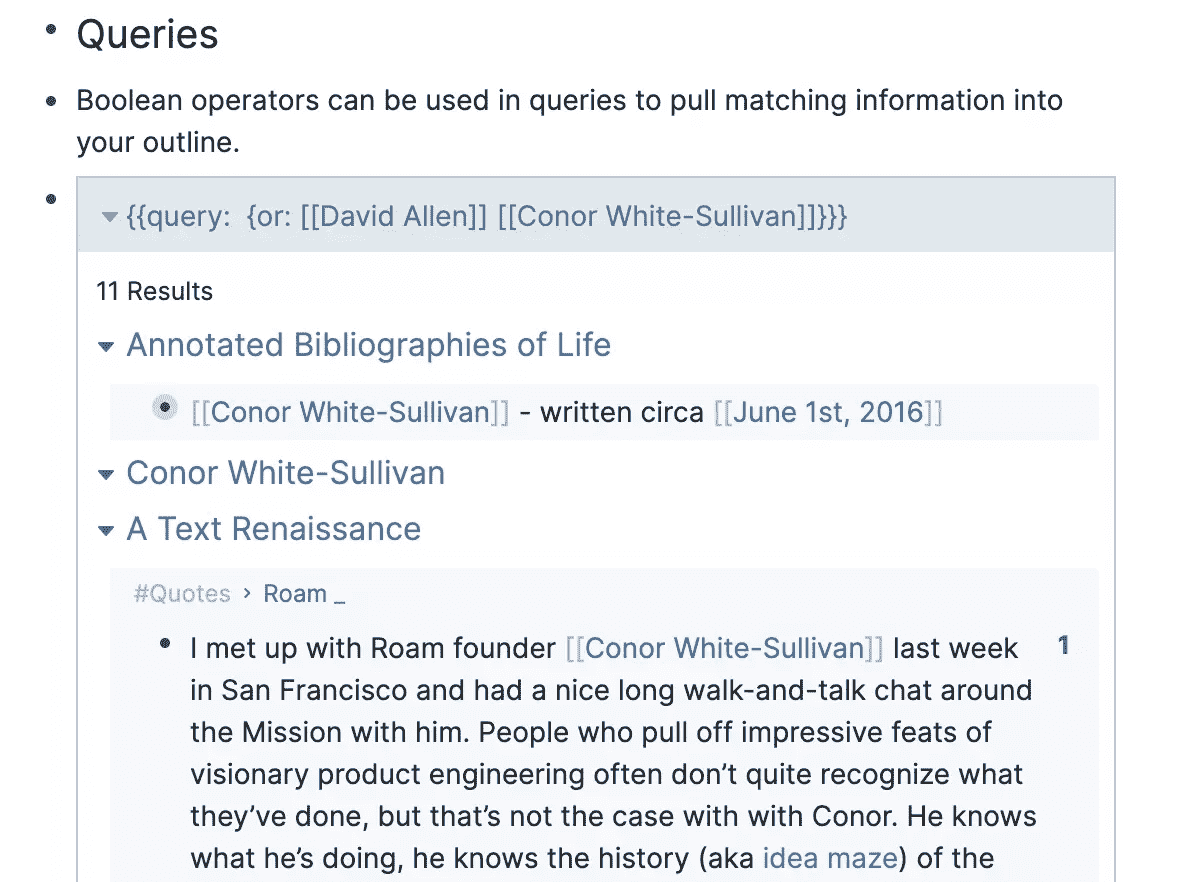 Queries
Boolean operators can be used in queries to pull matching information into
your outline.
{{query:  {or: [[David Allen]] [[Conor White-Sullivan]]}}}
11 Results
Annotated Bibliographies of Life
[[Conor White-Sullivan]] - written circa [[June 1st, 2016]]
Conor White-Sullivan
A Text Renaissance
#Quotes › Roam _
I met up with Roam founder [[Conor White-Sullivan]] last week 1
in San Francisco and had a nice long walk-and-talk chat around
the Mission with him. People who pull off impressive feats of
visionary product engineering often don’t quite recognize what
they’ve done, but that’s not the case with with Conor. He knows
what he’s doing, he knows the history (aka idea maze) of the